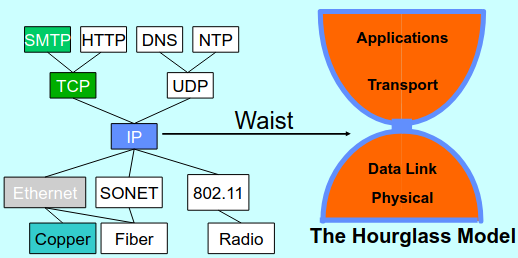 SMTP HTTP DNS NTP
TCP UDP
IP
Waist
Ethernet SONET 802.11
Copper Fiber Radio
Applications
Transport
Data Link
Physical
The Hourglass Model